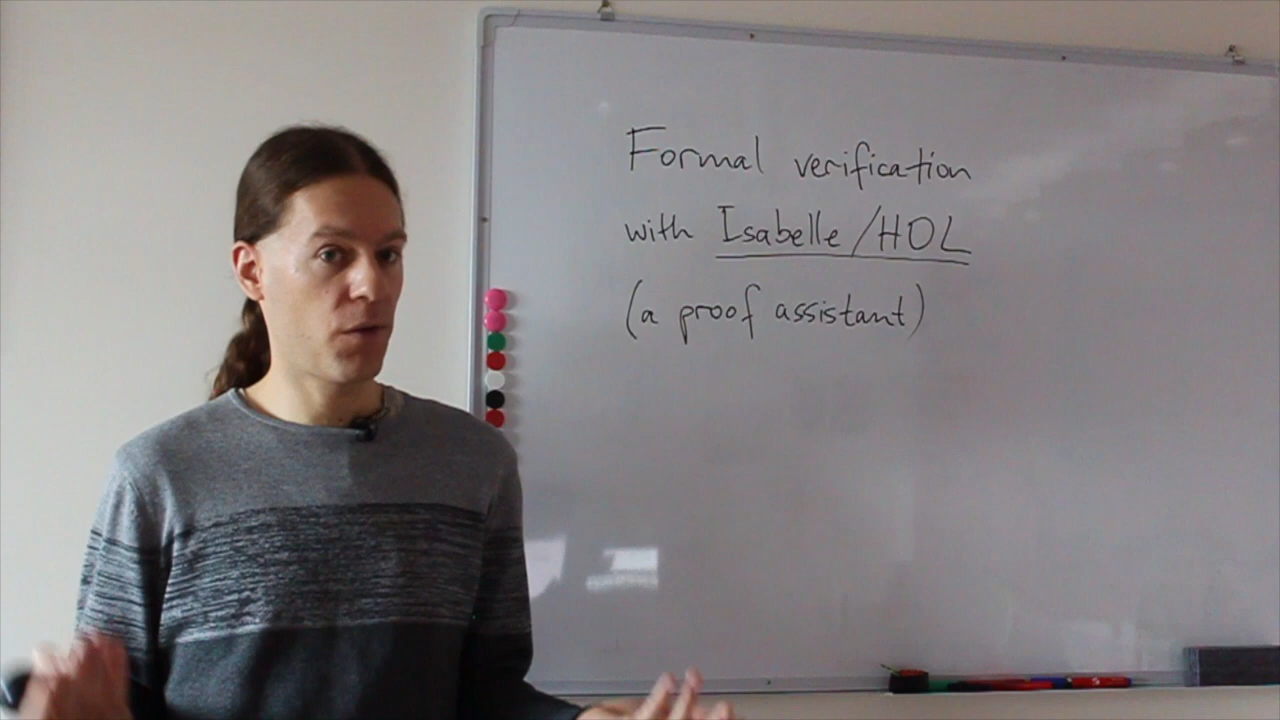 Formal verification
with Isabelle/HOL
(a proof assistant)